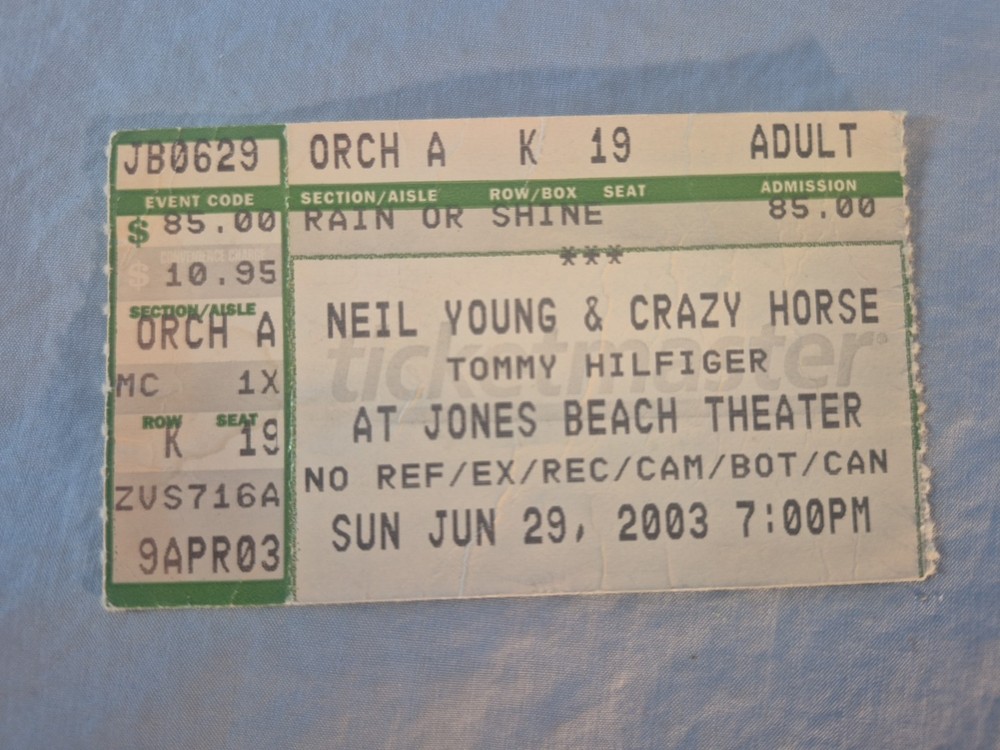 JB0629
EVENT CODE
$ 85.00
CONVENIENCE CHARGE
$ 10.95
SECTION/AISLE
ORCH A
MC 1X
ROW SEAT
K 19
ZVS716A
9APR03
ORCH A K 19 ADULT
SECTION/AISLE ROW/BOX SEAT ADMISSION
RAIN OR SHINE 85.00
***
NEIL YOUNG & CRAZY HORSE
ticketmaster®
TOMMY HILFIGER
AT JONES BEACH THEATER
NO REF/EX/REC/CAM/BOT/CAN
SUN JUN 29, 2003 7:00PM